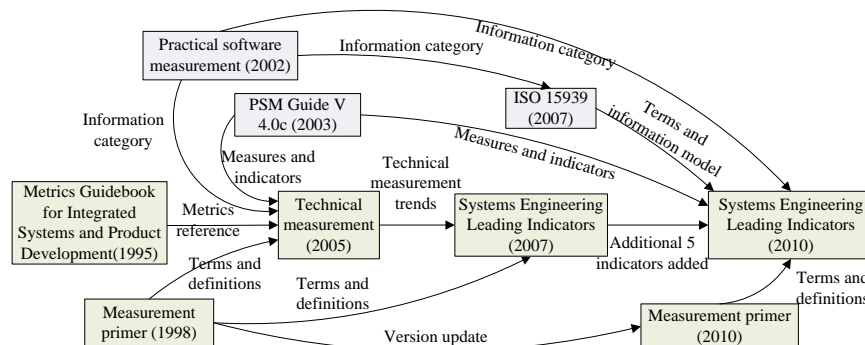 Practical software
measurement (2002)
Information category
Information category
Information
category
PSM Guide V
4.0c (2003)
ISO 15939
(2007)
Terms and
information model
Measures and
indicators
Technical
measurement
trends
Measures and indicators
Metrics Guidebook
for Integrated
Systems and Product
Development(1995)
Metrics
reference
Technical
measurement
(2005)
Systems Engineering
Leading Indicators
(2007)
Systems Engineering
Leading Indicators
(2010)
Additional 5
indicators added
Terms and
definitions
Terms and
definitions
Terms and
definitions
Measurement
primer (1998)
Version update
Measurement primer
(2010)